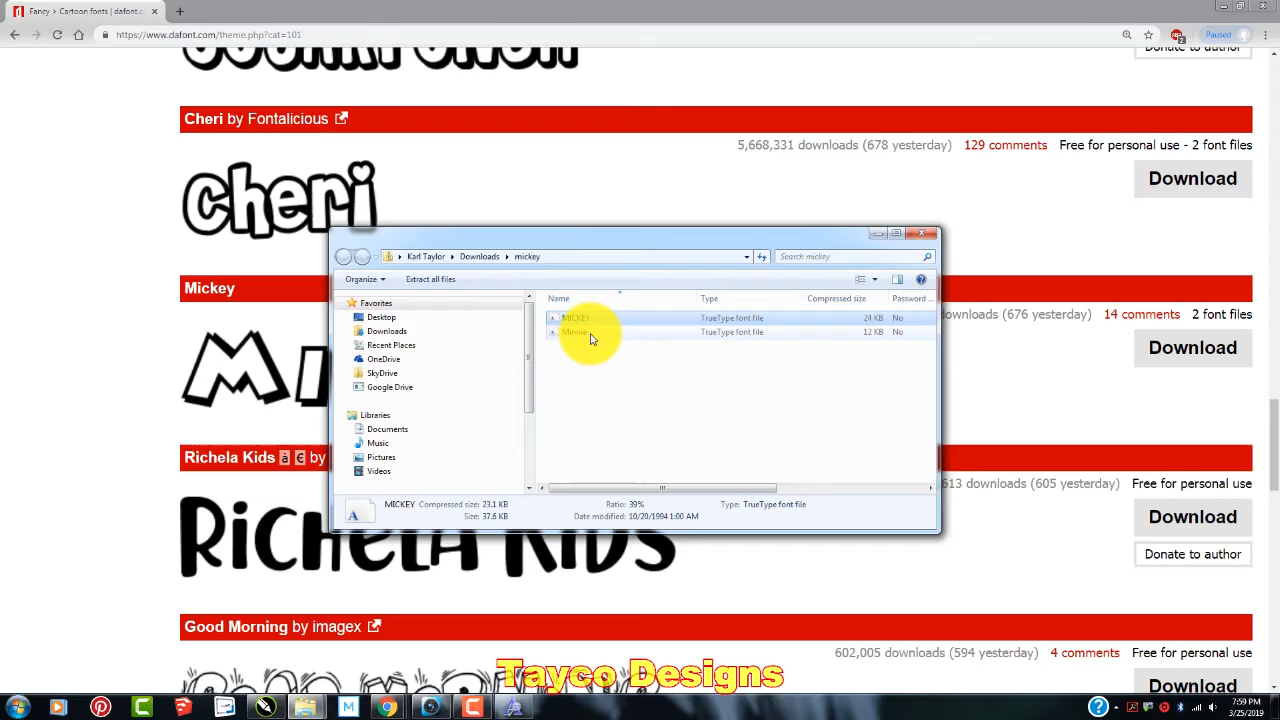 Fancy > Cartoon fonts | dafont.
https://www.dafont.com/theme.php?cat=101
Paused
Donate to author
Cheri by Fontalicious
5,668,331 downloads (678 yesterday) 129 comments Free for personal use - 2 font files
cheri
Download
Karl Taylor Downloads mickey
Search mickey
Organize Extract all files
Favorites
Desktop
Downloads
Recent Places
OneDrive
SkyDrive
Google Drive
Libraries
Documents
Music
Pictures
Videos
Name Type Compressed size Password ...
MICKEY TrueType font file 24 KB No
Minnie TrueType font file 12 KB No
MICKEY Compressed size: 23.1 KB Ratio: 39% Type: TrueType font file
Size: 37.6 KB Date modified: 10/20/1994 1:00 AM
Mickey
downloads (676 yesterday) 14 comments 2 font files
Download
Richela Kids à € by
613 downloads (605 yesterday) Free for personal use
Richela Kids
Download
Donate to author
Good Morning by imagex
602,005 downloads (594 yesterday) 4 comments Free for personal use
Download
Tayco Designs
7:59 PM
3/25/2019